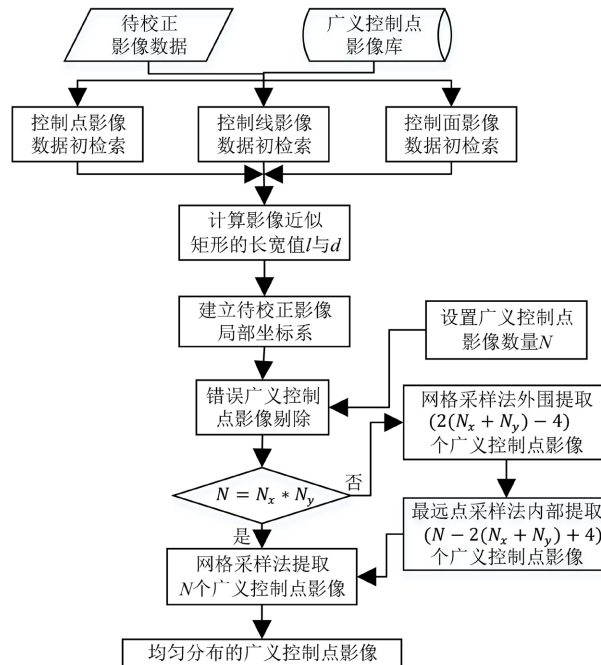 待校正
影像数据
广义控制点
影像库
控制点影像
数据初检索
控制线影像
数据初检索
控制面影像
数据初检索
计算影像近似
矩形的长宽值l与d
建立待校正影像
局部坐标系
设置广义控制点
影像数量N
错误广义控制
点影像剔除
网格采样法外围提取
(2(Nₓ + Nᵧ) − 4)
个广义控制点影像
N = Nₓ * Nᵧ
否
是
最远点采样法内部提取
(N − 2(Nₓ + Nᵧ) + 4)
个广义控制点影像
网格采样法提取
N个广义控制点影像
均匀分布的广义控制点影像